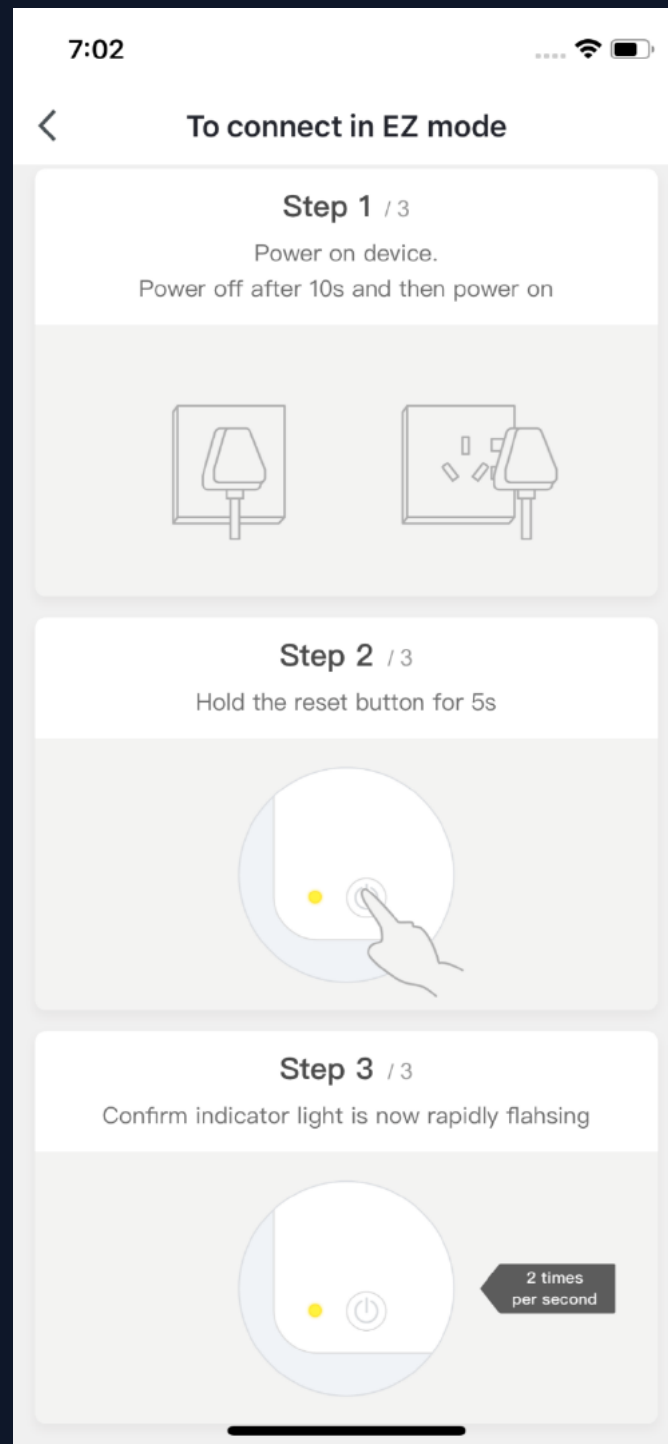 7:02
To connect in EZ mode
Step 1 / 3
Power on device.
Power off after 10s and then power on
Step 2 / 3
Hold the reset button for 5s
Step 3 / 3
Confirm indicator light is now rapidly flahsing
2 times
per second